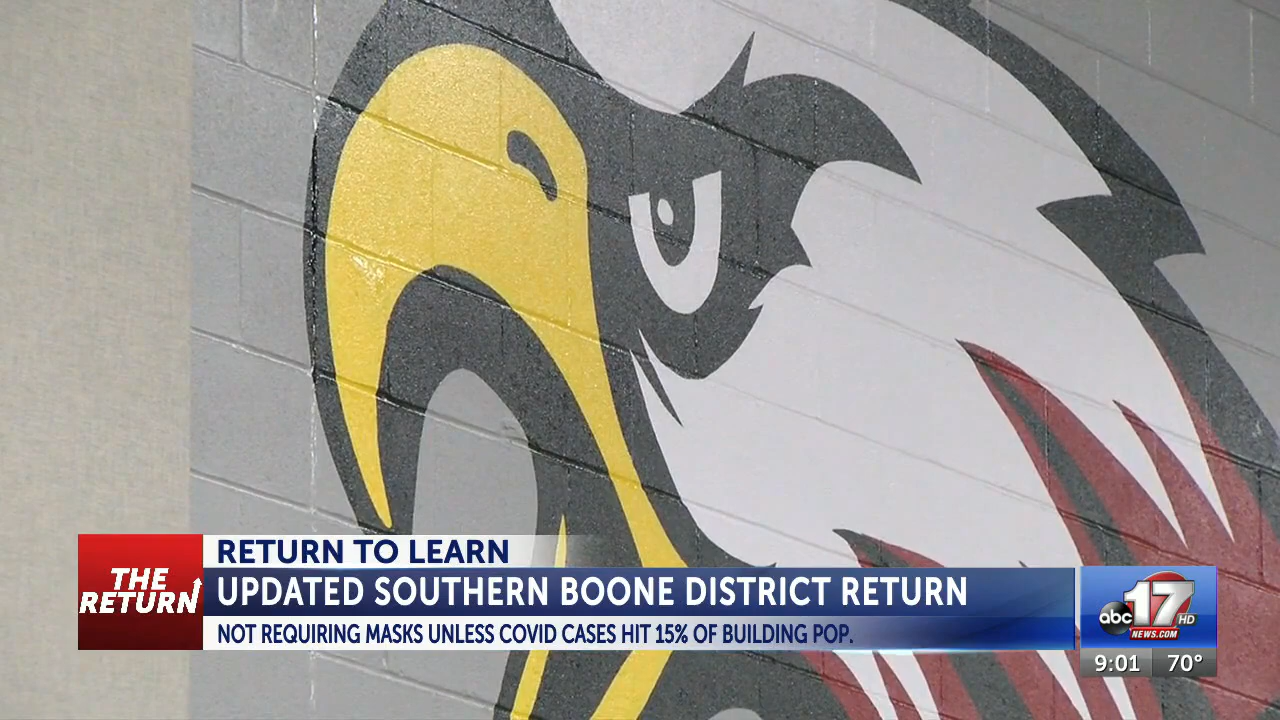 RETURN TO LEARN
THE
RETURN
UPDATED SOUTHERN BOONE DISTRICT RETURN
NOT REQUIRING MASKS UNLESS COVID CASES HIT 15% OF BUILDING POP.
abc 17 HD
NEWS.COM
9:01 70°